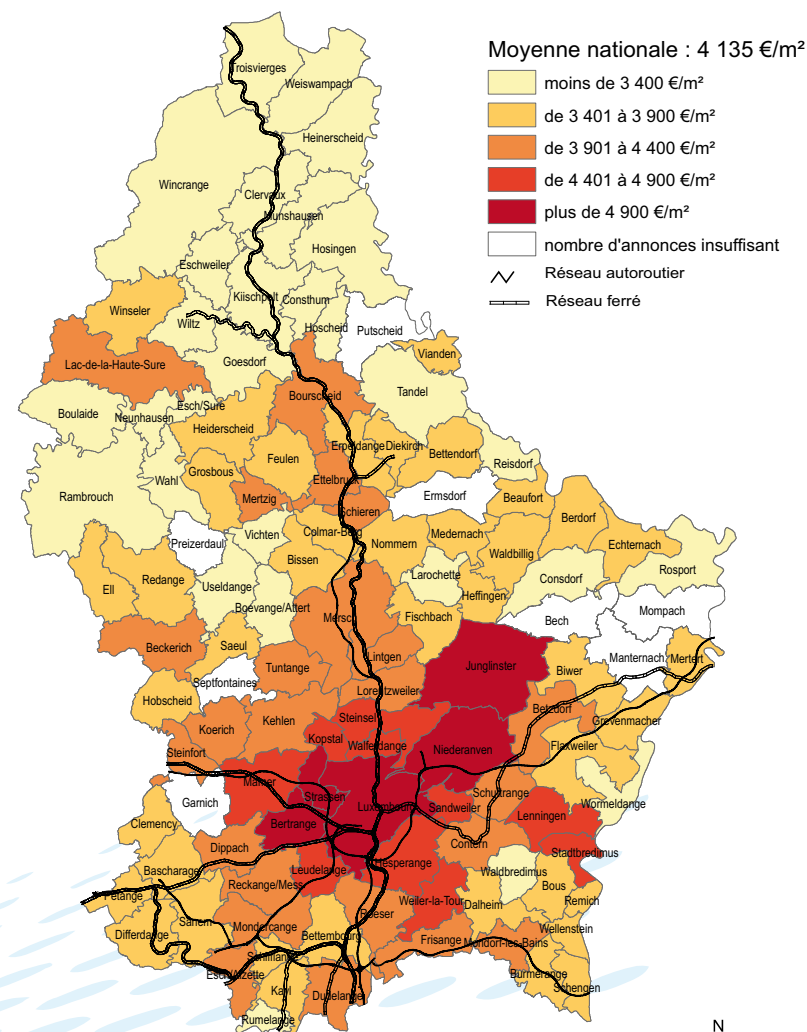 Moyenne nationale : 4 135 €/m²
moins de 3 400 €/m²
de 3 401 à 3 900 €/m²
de 3 901 à 4 400 €/m²
de 4 401 à 4 900 €/m²
plus de 4 900 €/m²
nombre d'annonces insuffisant
Réseau autoroutier
Réseau ferré
Troisvierges
Weiswampach
Heinerscheid
Wincrange
Clervaux
Munshausen
Hosingen
Eschweiler
Kiischpelt
Consthum
Winseler
Wiltz
Hoscheid
Putscheid
Vianden
Lac-de-la-Haute-Sure
Goesdorf
Tandel
Bourscheid
Boulaide
Neunhausen
Esch/Sure
Heiderscheid
Erpeldange
Diekirch
Bettendorf
Feulen
Reisdorf
Grosbous
Ettelbruck
Wahl
Rambrouch
Mertzig
Ermsdorf
Beaufort
Schieren
Berdorf
Preizerdaul
Vichten
Colmar-Berg
Nommern
Medernach
Waldbillig
Echternach
Bissen
Rosport
Ell
Redange
Useldange
Larochette
Consdorf
Heffingen
Boevange/Attert
Mersch
Fischbach
Mompach
Bech
Beckerich
Saeul
Lintgen
Manternach
Mertert
Tuntange
Junglinster
Biwer
Septfontaines
Lorentzweiler
Hobscheid
Betzdorf
Steinsel
Grevenmacher
Koerich
Kehlen
Kopstal
Walferdange
Niederanven
Flaxweiler
Steinfort
Mamer
Schuttrange
Strassen
Wormeldange
Garnich
Luxembourg
Sandweiler
Lenningen
Clemency
Bertrange
Contern
Dippach
Stadtbredimus
Hesperange
Bascharage
Leudelange
Waldbredimus
Reckange/Mess
Bous
Petange
Weiler-la-Tour
Dalheim
Remich
Roeser
Sanem
Mondercange
Wellenstein
Differdange
Bettembourg
Frisange
Mondorf-les-Bains
Schifflange
Esch/Alzette
Burmerange
Kayl
Schengen
Dudelange
Rumelange
N